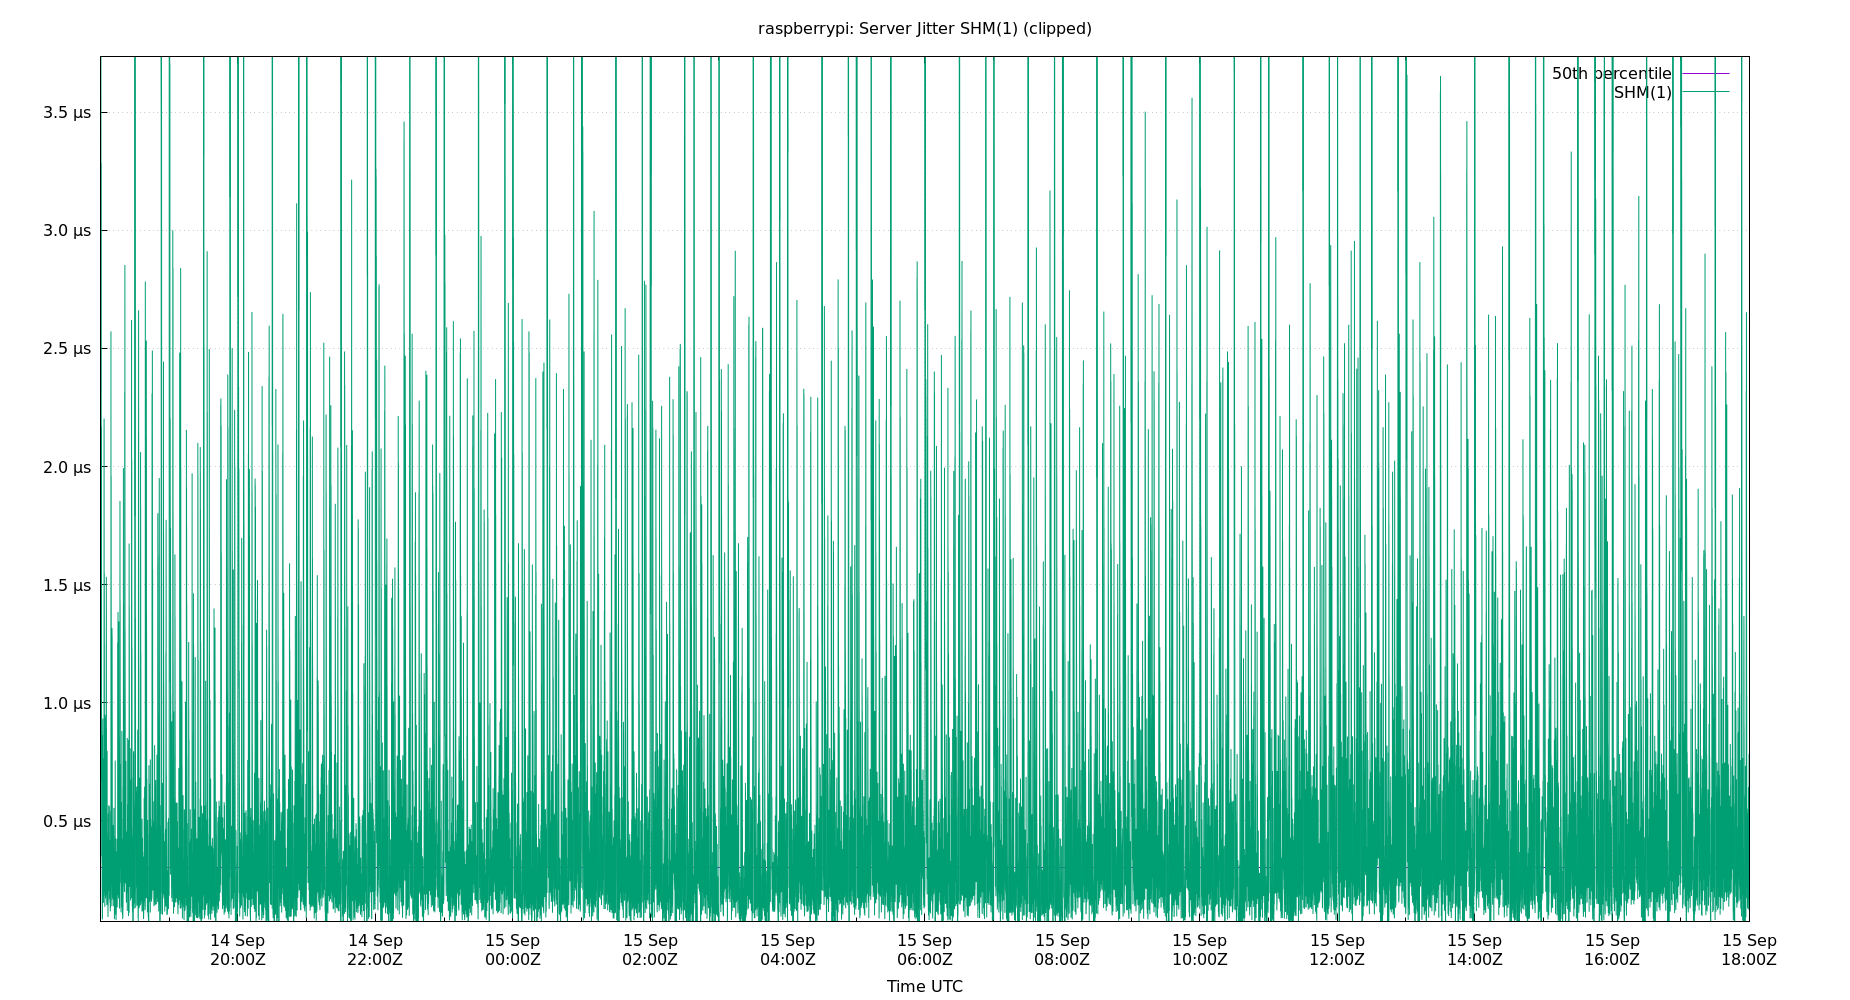 raspberrypi: Server Jitter SHM(1) (clipped)
50th percentile
SHM(1)
3.5 µs
3.0 µs
2.5 µs
2.0 µs
1.5 µs
1.0 µs
0.5 µs
14 Sep 14 Sep 15 Sep 15 Sep 15 Sep 15 Sep 15 Sep 15 Sep 15 Sep 15 Sep 15 Sep 15 Sep
20:00Z 22:00Z 00:00Z 02:00Z 04:00Z 06:00Z 08:00Z 10:00Z 12:00Z 14:00Z 16:00Z 18:00Z
Time UTC